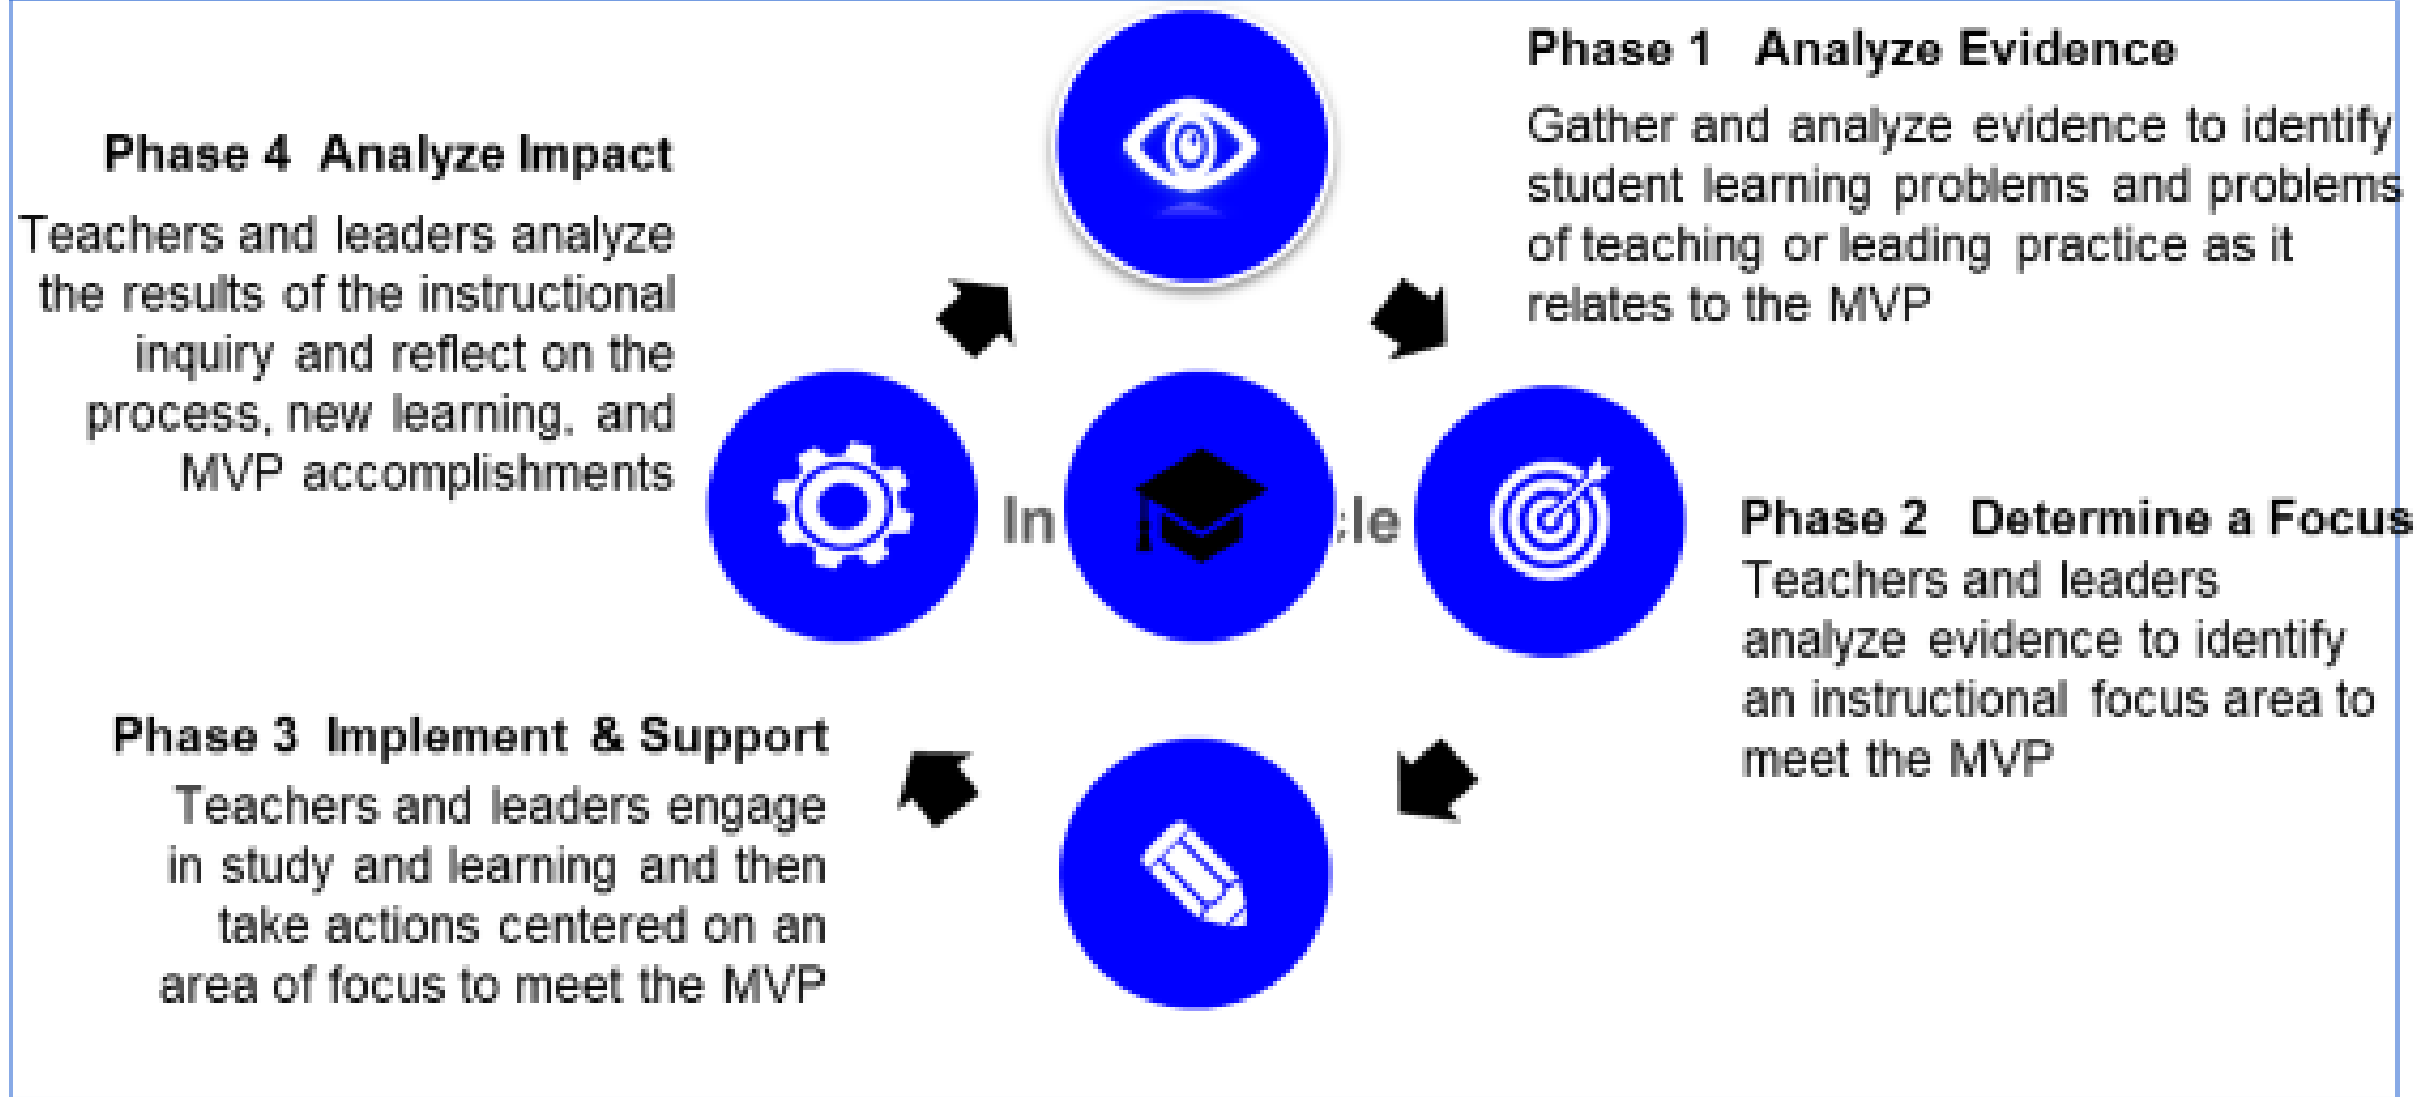 Phase 1 Analyze Evidence
Gather and analyze evidence to identify
student learning problems and problems
of teaching or leading practice as it
relates to the MVP
Phase 2 Determine a Focus
Teachers and leaders
analyze evidence to identify
an instructional focus area to
meet the MVP
Phase 3 Implement & Support
Teachers and leaders engage
in study and learning and then
take actions centered on an
area of focus to meet the MVP
Phase 4 Analyze Impact
Teachers and leaders analyze
the results of the instructional
inquiry and reflect on the
process, new learning, and
MVP accomplishments